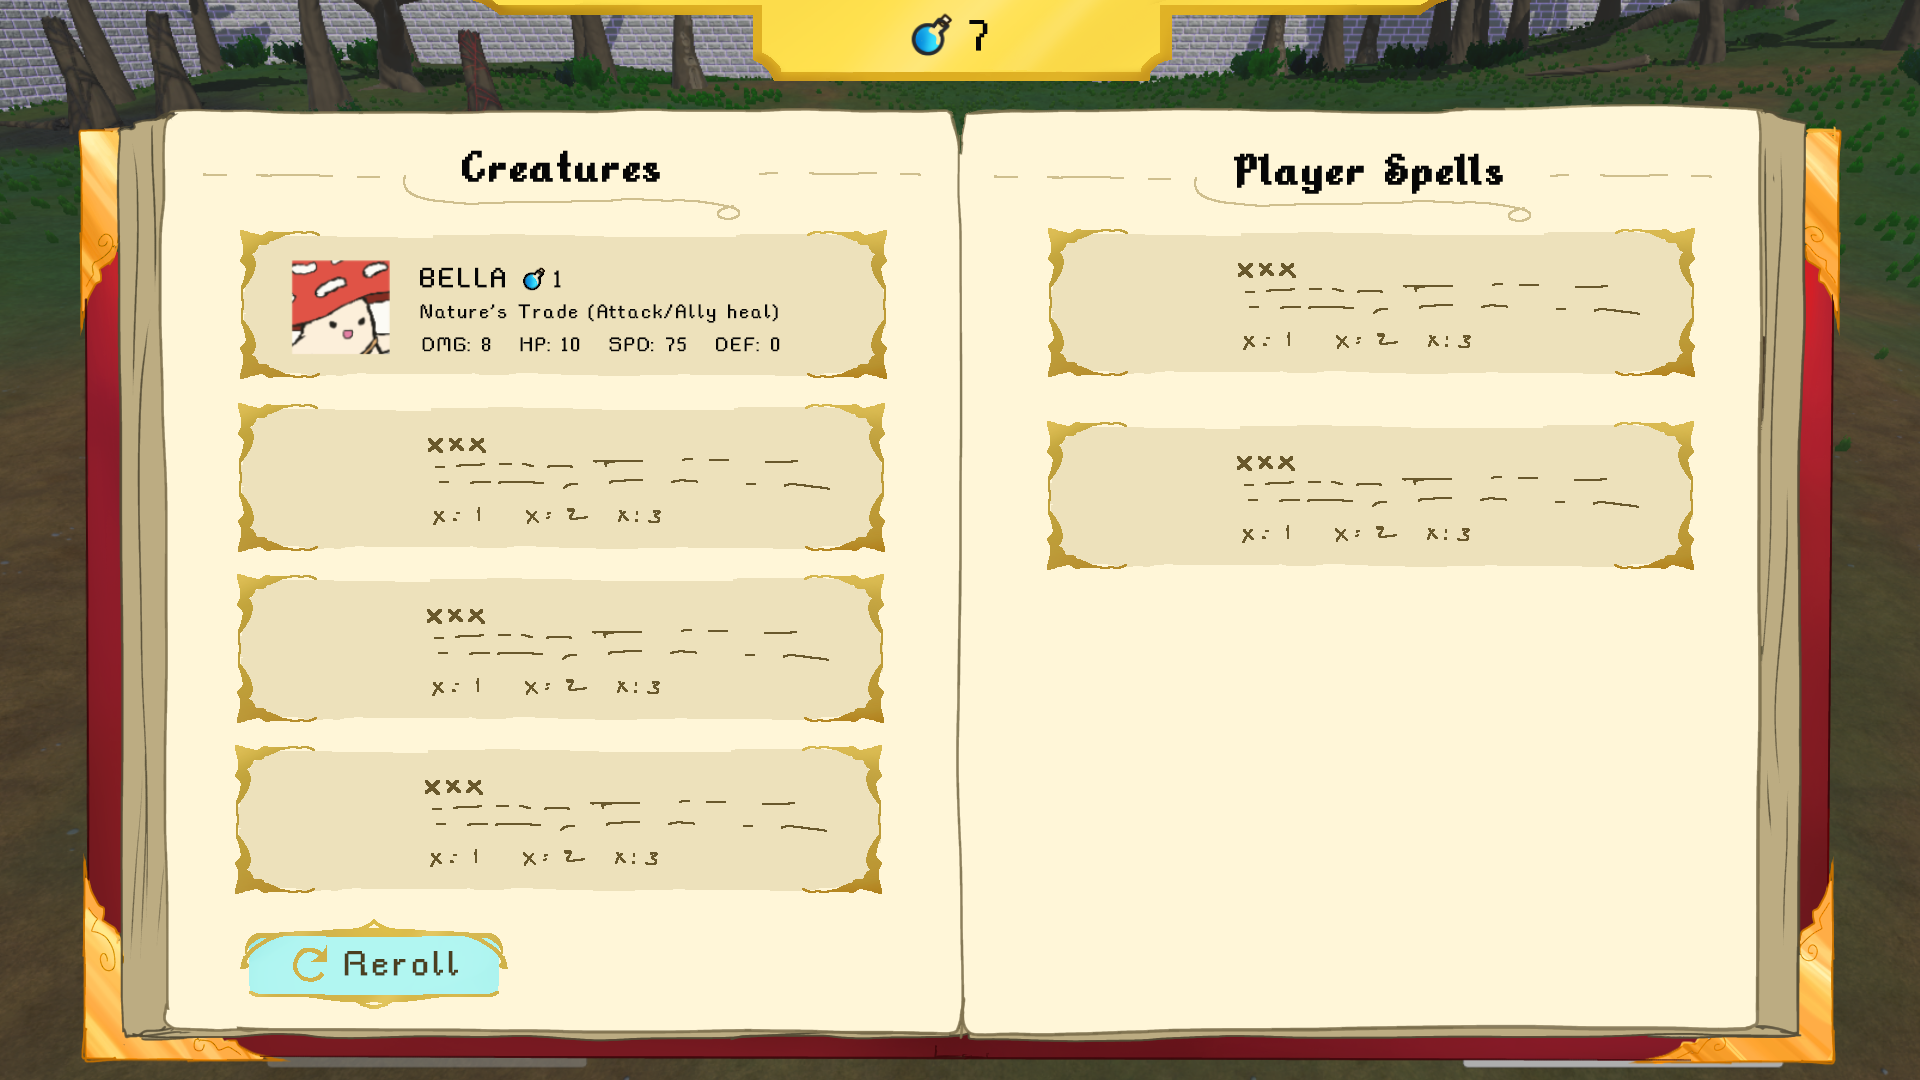 7
Creatures
BELLA 1
Nature's Trade (Attack/Ally heal)
DMG: 8 HP: 10 SPD: 75 DEF: 0
xxx
x: 1 x: 2 x: 3
xxx
x: 1 x: 2 x: 3
xxx
x: 1 x: 2 x: 3
Reroll
Player Spells
xxx
x: 1 x: 2 x: 3
xxx
x: 1 x: 2 x: 3